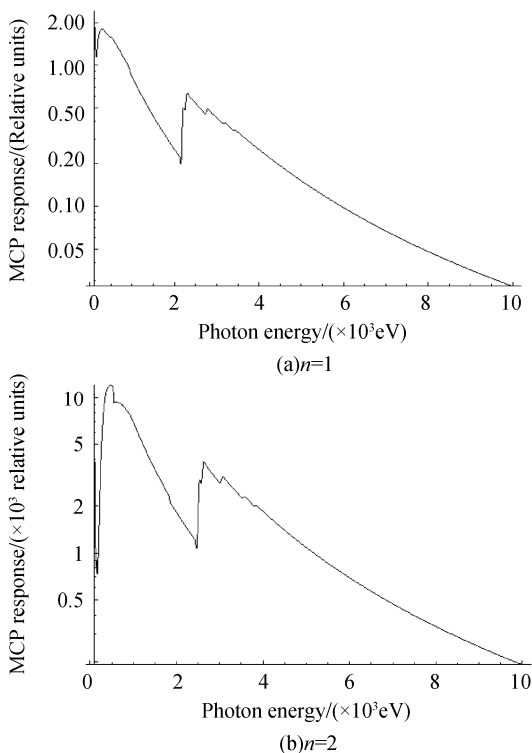 2.00
1.00
0.50
0.20
0.10
0.05
MCP response/(Relative units)
0 2 4 6 8 10
Photon energy/(×10³eV)
(a)n=1
10
5
2
1
0.5
MCP response/(×10³ relative units)
0 2 4 6 8 10
Photon energy/(×10³eV)
(b)n=2